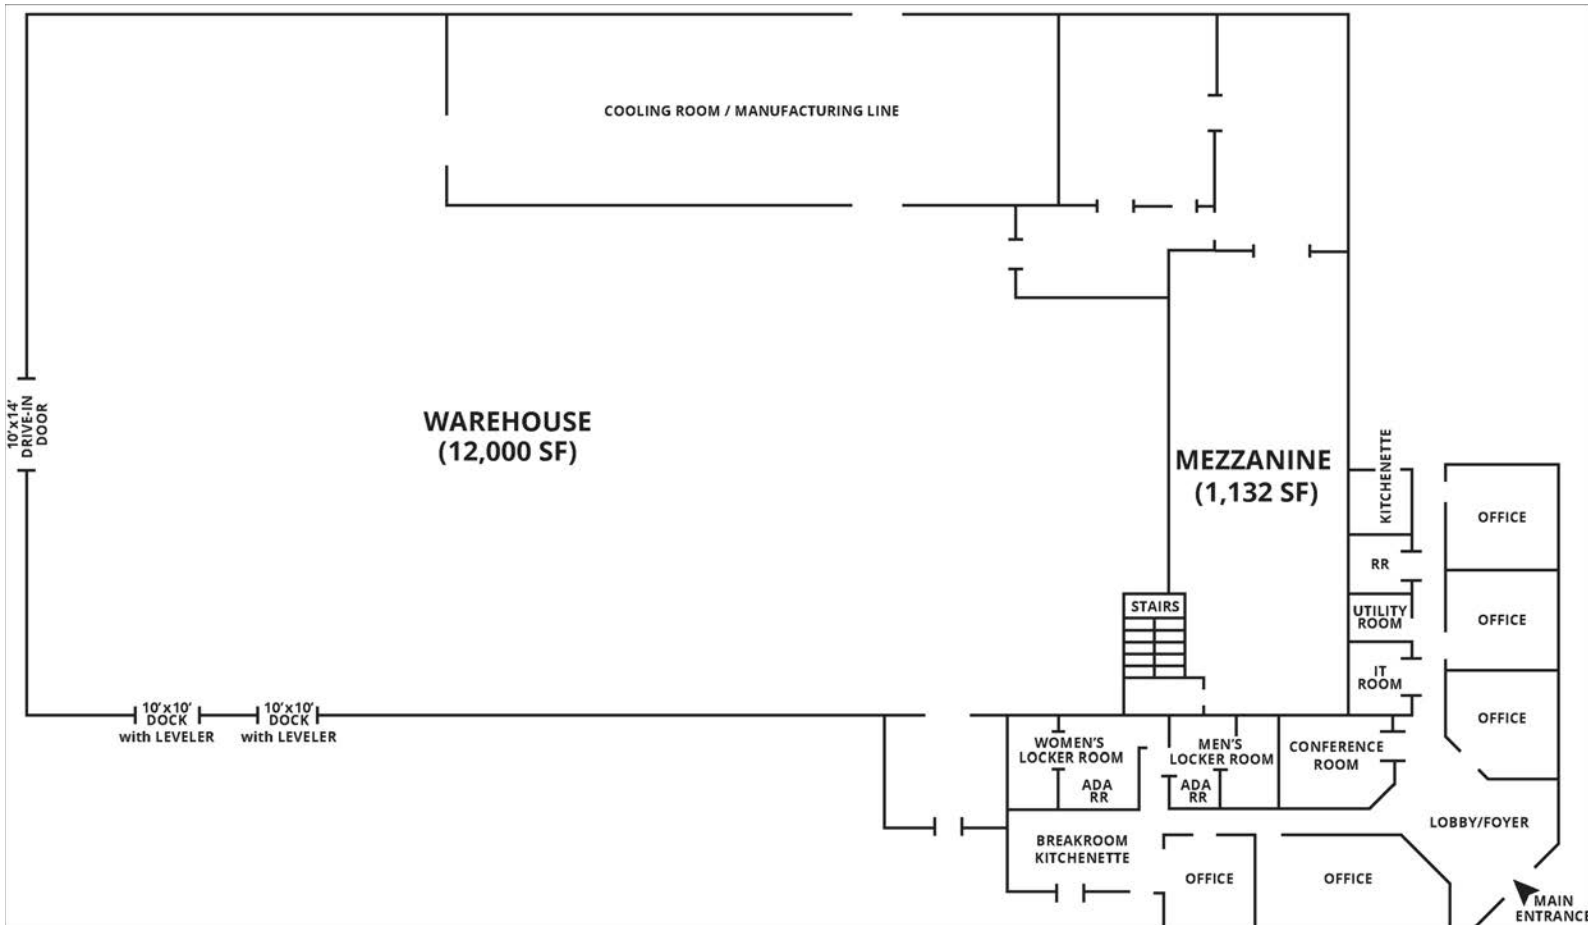 COOLING ROOM / MANUFACTURING LINE
10'x14'
DRIVE-IN
DOOR
WAREHOUSE
(12,000 SF)
MEZZANINE
(1,132 SF)
KITCHENETTE
OFFICE
RR
STAIRS
UTILITY
ROOM
OFFICE
IT
ROOM
OFFICE
10'x10'
DOCK
with LEVELER
10'x10'
DOCK
with LEVELER
WOMEN'S
LOCKER ROOM
ADA
RR
MEN'S
LOCKER ROOM
ADA
RR
CONFERENCE
ROOM
LOBBY/FOYER
BREAKROOM
KITCHENETTE
OFFICE
OFFICE
MAIN
ENTRANCE